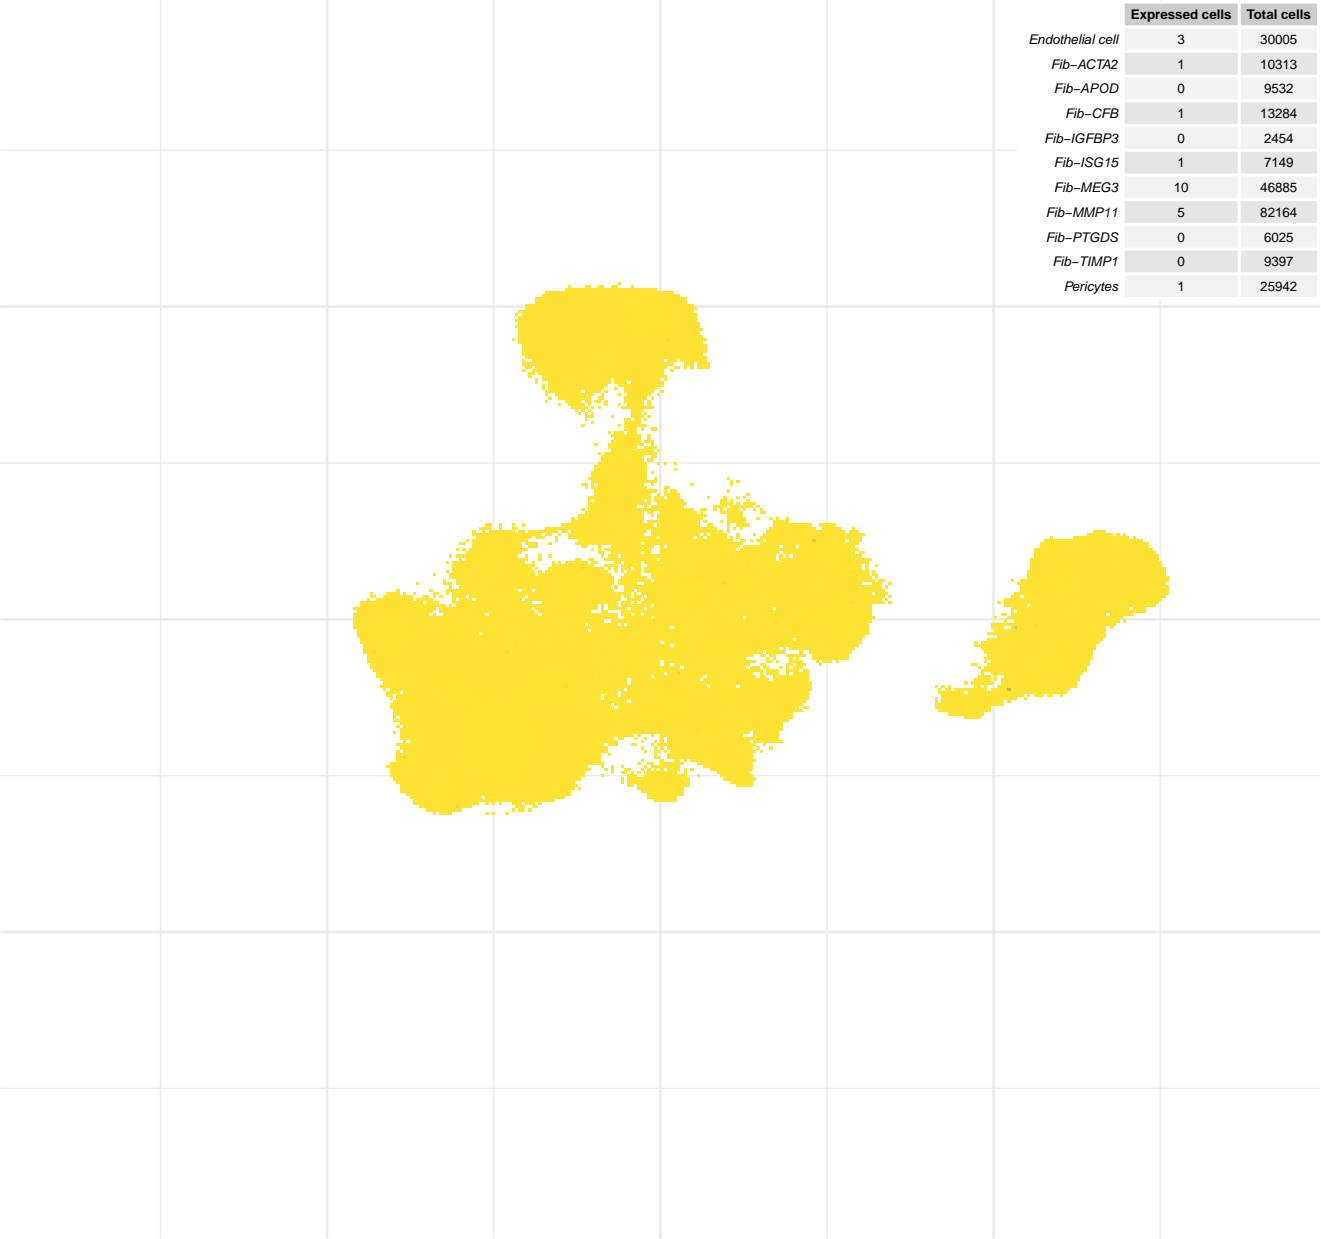 Expressed cells Total cells
Endothelial cell 3 30005
Fib−ACTA2 1 10313
Fib−APOD 0 9532
Fib−CFB 1 13284
Fib−IGFBP3 0 2454
Fib−ISG15 1 7149
Fib−MEG3 10 46885
Fib−MMP11 5 82164
Fib−PTGDS 0 6025
Fib−TIMP1 0 9397
Pericytes 1 25942